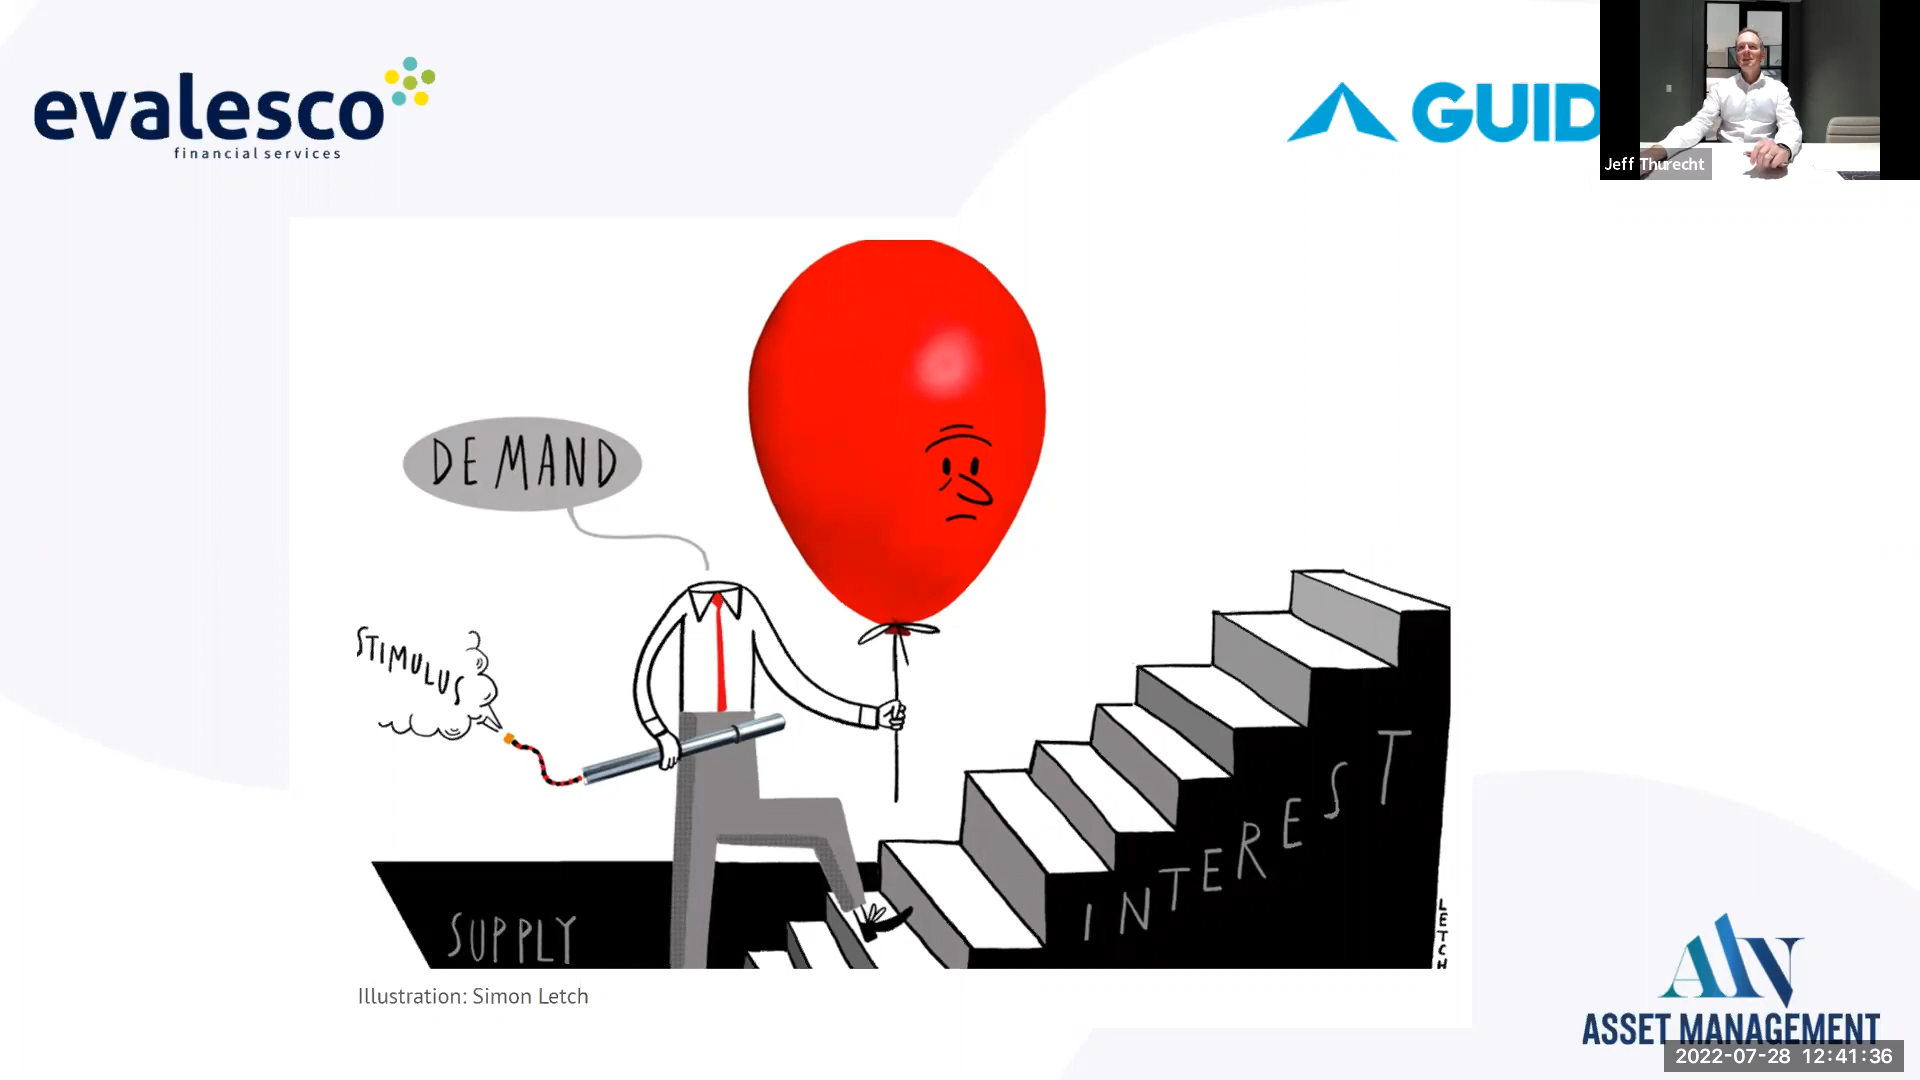 evalesco
financial services
GUID
Jeff Thurecht
DEMAND
STIMULUS
SUPPLY
INTEREST
LETCH
Illustration: Simon Letch
ASSET MANAGEMENT
2022-07-28 12:41:36